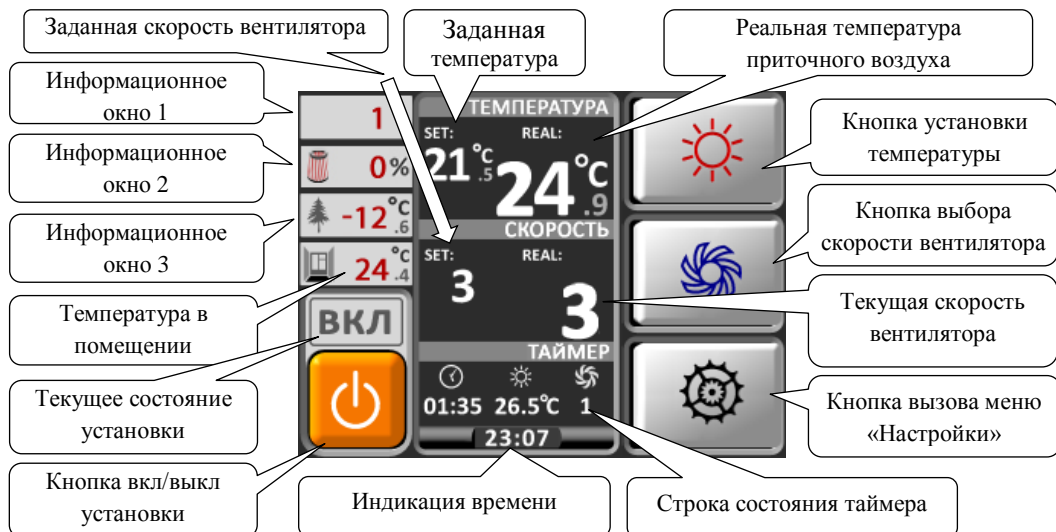 Заданная скорость вентилятора
Заданная
температура
Реальная температура
приточного воздуха
Информационное
окно 1
Информационное
окно 2
Информационное
окно 3
Температура в
помещении
Текущее состояние
установки
Кнопка вкл/выкл
установки
1
0%
-12°C
.6
24°C
.4
ВКЛ
ТЕМПЕРАТУРА
SET: REAL:
21°C
.5
24°C
.9
СКОРОСТЬ
SET: REAL:
3
3
ТАЙМЕР
01:35 26.5°C 1
23:07
Кнопка установки
температуры
Кнопка выбора
скорости вентилятора
Текущая скорость
вентилятора
Кнопка вызова меню
«Настройки»
Индикация времени
Строка состояния таймера